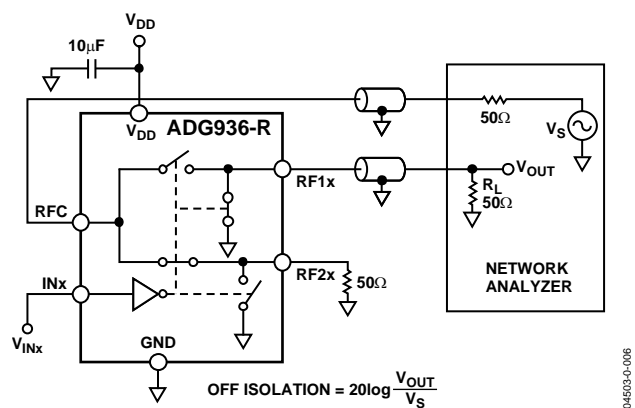 VDD
10µF
VDD
ADG936-R
50Ω
VS
RF1x
VOUT
RL
50Ω
RFC
RF2x
50Ω
INx
NETWORK
ANALYZER
VINx
GND
OFF ISOLATION = 20log VOUT/VS
04503-0-006